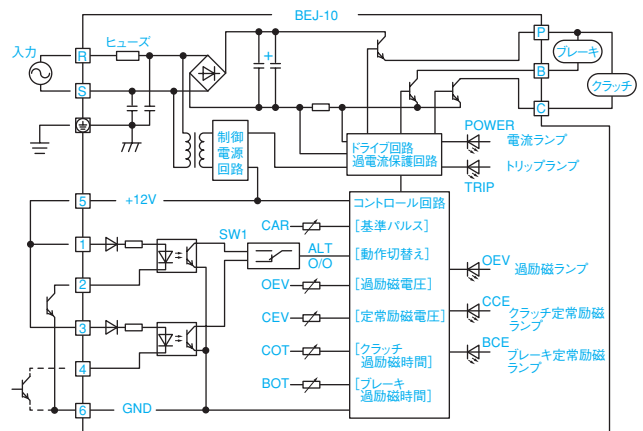 BEJ-10
入力
R
ヒューズ
P
ブレーキ
S
B
クラッチ
C
制御
電源
回路
ドライブ回路
過電流保護回路
POWER
電流ランプ
トリップランプ
TRIP
5
+12V
コントロール回路
SW1
CAR
[基準パルス]
1
ALT
O/O
[動作切替え]
OEV
過励磁ランプ
2
OEV
[過励磁電圧]
CCE
クラッチ定常励磁
ランプ
3
CEV
[定常励磁電圧]
BCE
ブレーキ定常励磁
ランプ
COT
[クラッチ
過励磁時間]
4
BOT
[ブレーキ
過励磁時間]
6
GND
+